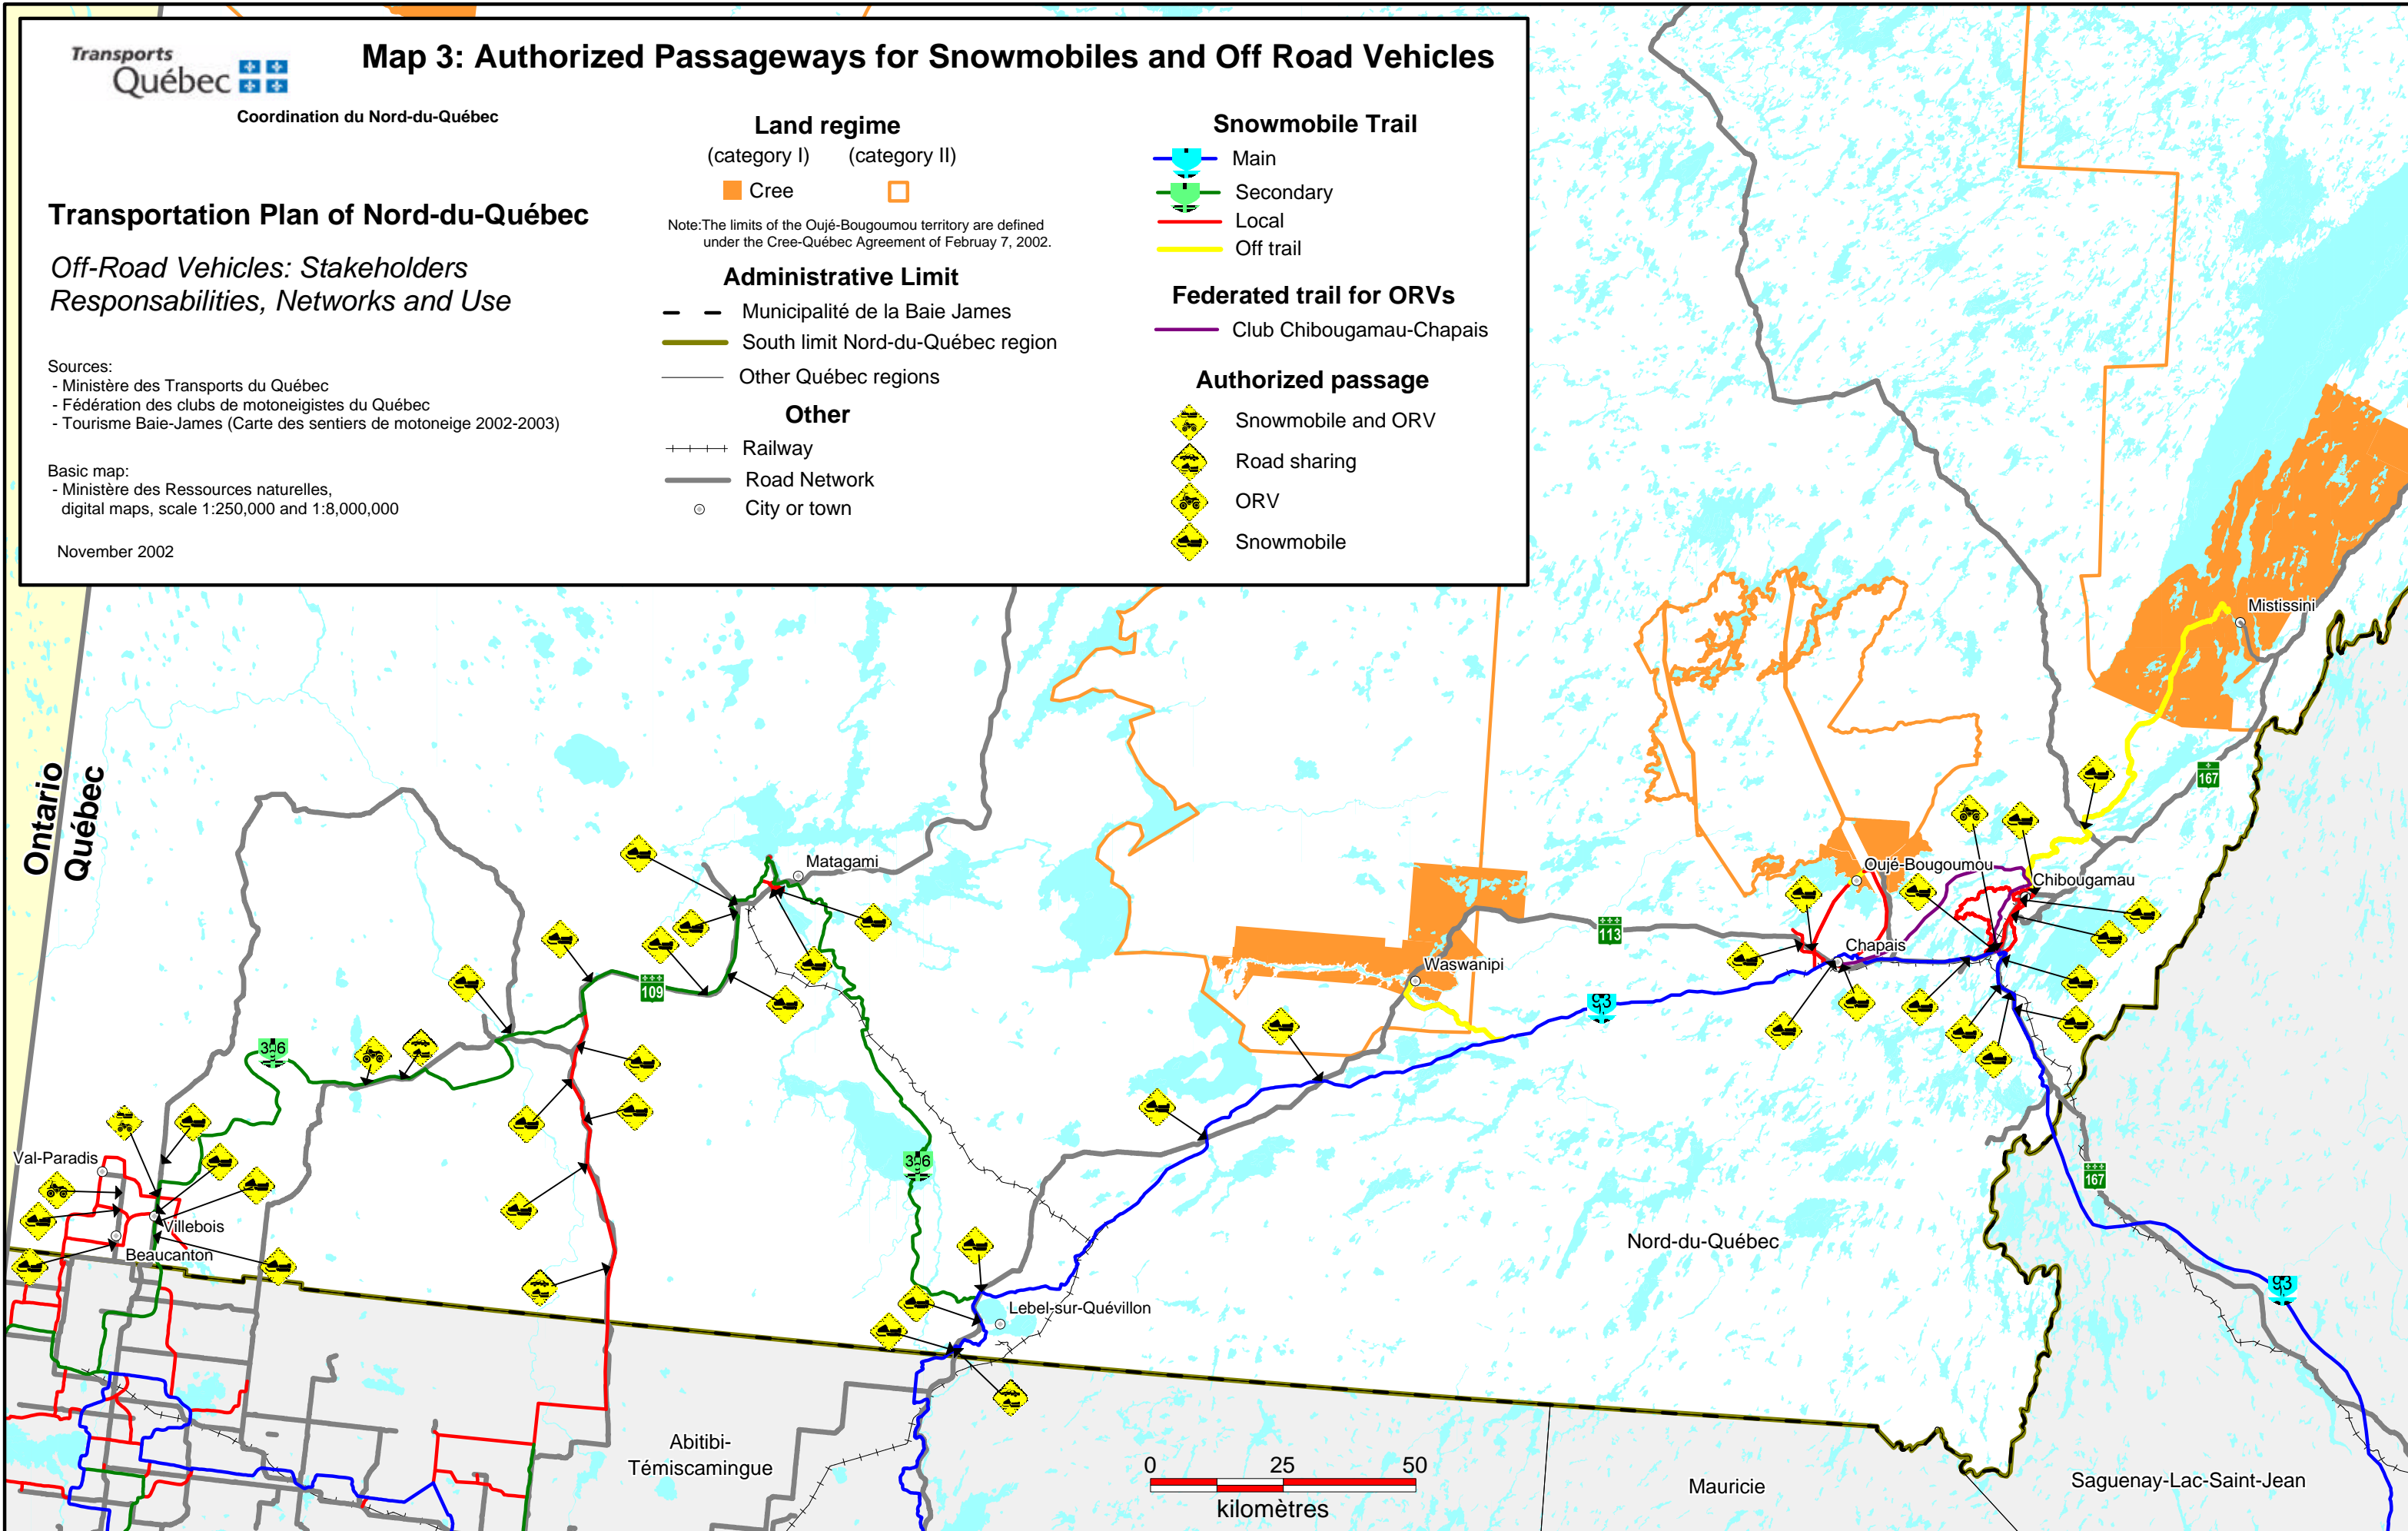 Transports
Québec
Coordination du Nord-du-Québec
Map 3: Authorized Passageways for Snowmobiles and Off Road Vehicles
Transportation Plan of Nord-du-Québec
Off-Road Vehicles: Stakeholders
Responsabilities, Networks and Use
Sources:
- Ministère des Transports du Québec
- Fédération des clubs de motoneigistes du Québec
- Tourisme Baie-James (Carte des sentiers de motoneige 2002-2003)
Basic map:
- Ministère des Ressources naturelles,
digital maps, scale 1:250,000 and 1:8,000,000
November 2002
Land regime
(category I) (category II)
Cree
Note:The limits of the Oujé-Bougoumou territory are defined
under the Cree-Québec Agreement of Februay 7, 2002.
Administrative Limit
Municipalité de la Baie James
South limit Nord-du-Québec region
Other Québec regions
Other
Railway
Road Network
City or town
Snowmobile Trail
Main
Secondary
Local
Off trail
Federated trail for ORVs
Club Chibougamau-Chapais
Authorized passage
Snowmobile and ORV
Road sharing
ORV
Snowmobile
Ontario
Québec
Mistissini
167
Matagami
Oujé-Bougoumou
Chibougamau
113
Chapais
Waswanipi
109
93
396
Val-Paradis
396
167
Villebois
Beaucanton
Nord-du-Québec
93
Lebel-sur-Quévillon
Abitibi-
Témiscamingue
0 25 50
kilomètres
Mauricie
Saguenay-Lac-Saint-Jean